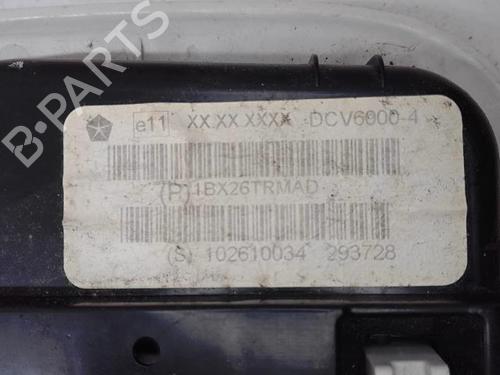 e11 XX.XX.XXXX DCV6000-4
(P) 1BX26TRMAD
(S) 102610034 293728
B-PARTS